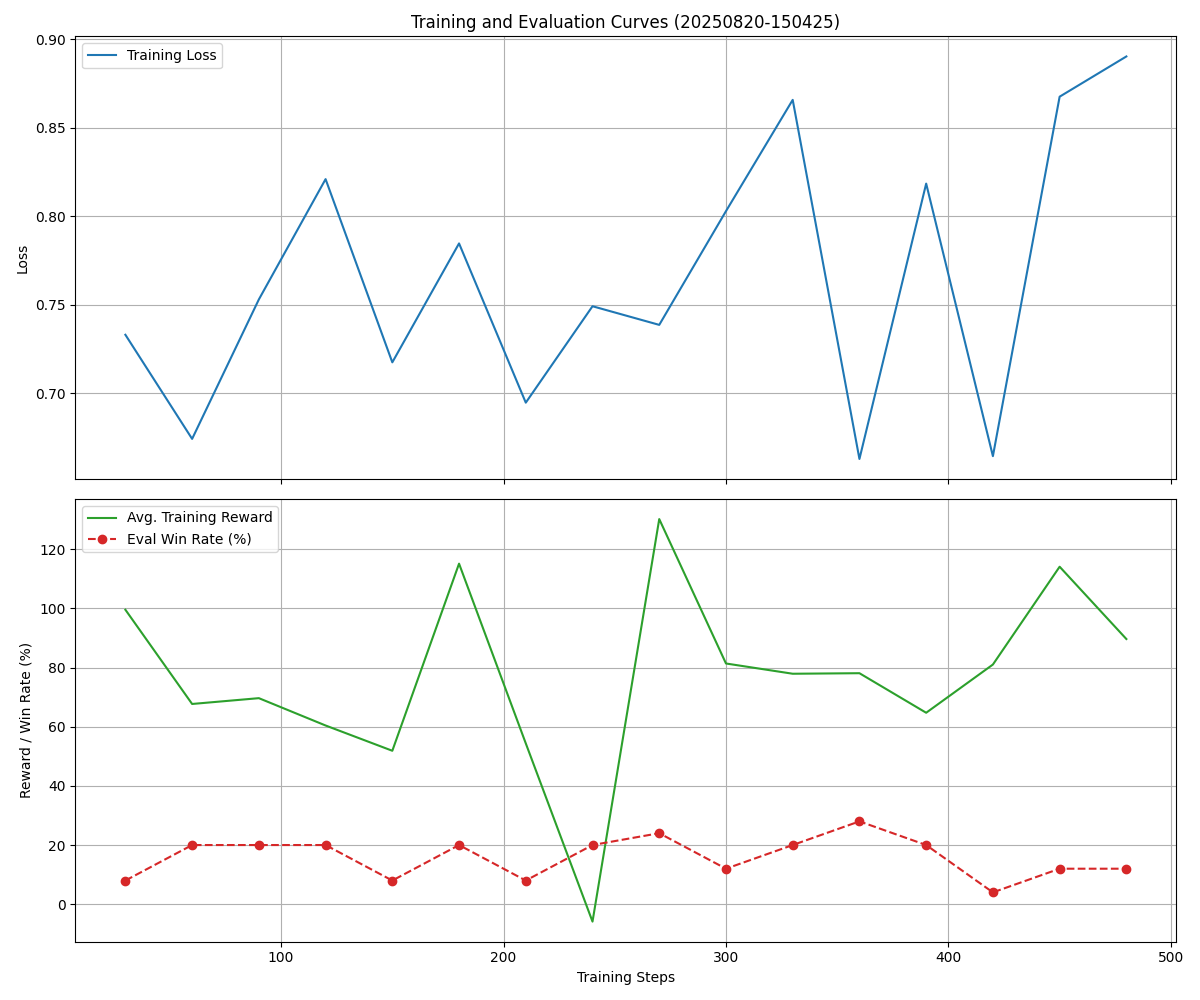 Training and Evaluation Curves (20250820-150425)
Training Loss
0.90
0.85
0.80
0.75
0.70
Loss
Avg. Training Reward
Eval Win Rate (%)
120
100
80
60
40
20
0
Reward / Win Rate (%)
100 200 300 400 500
Training Steps